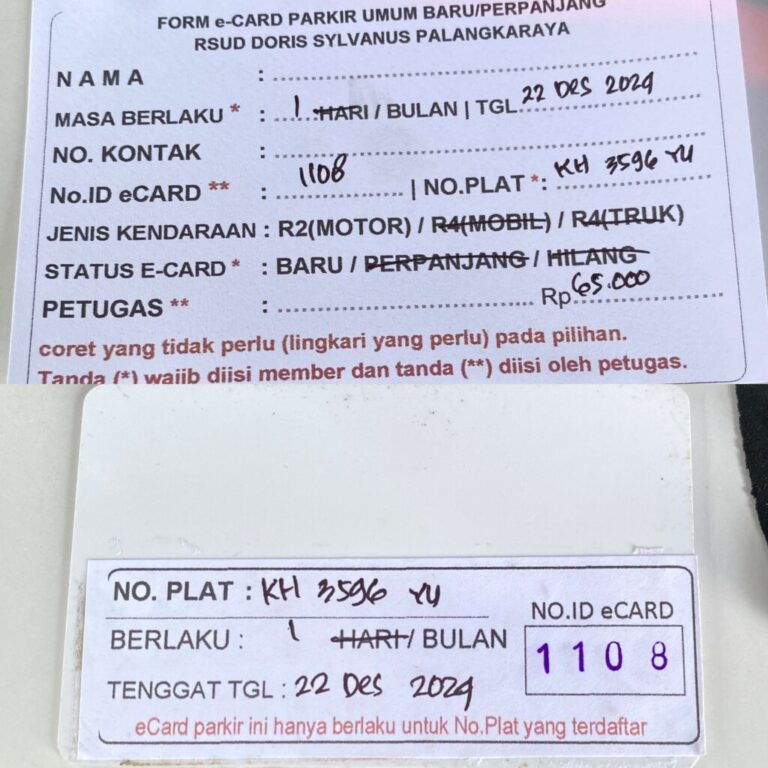 FORM e-CARD PARKIR UMUM BARU/PERPANJANG
RSUD DORIS SYLVANUS PALANGKARAYA
NAMA :
MASA BERLAKU * : 1 HARI / BULAN | TGL 22 DES 2024
NO. KONTAK :
No.ID eCARD ** : 1108 | NO.PLAT *: KH 3596 YU
JENIS KENDARAAN : R2(MOTOR) / R4(MOBIL) / R4(TRUK)
STATUS E-CARD * : BARU / PERPANJANG / HILANG
PETUGAS ** : Rp 65.000
coret yang tidak perlu (lingkari yang perlu) pada pilihan.
Tanda (*) wajib diisi member dan tanda (**) diisi oleh petugas.
NO. PLAT : KH 3596 YU
BERLAKU : 1 HARI / BULAN
NO.ID eCARD
1108
TENGGAT TGL : 22 DES 2024
eCard parkir ini hanya berlaku untuk No.Plat yang terdaftar